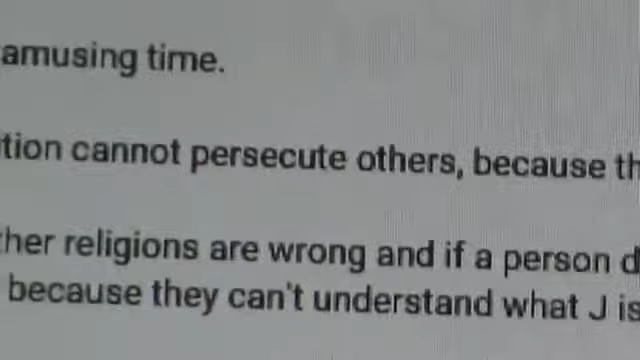 amusing time.
tion cannot persecute others, because th
her religions are wrong and if a person d
because they can't understand what J is